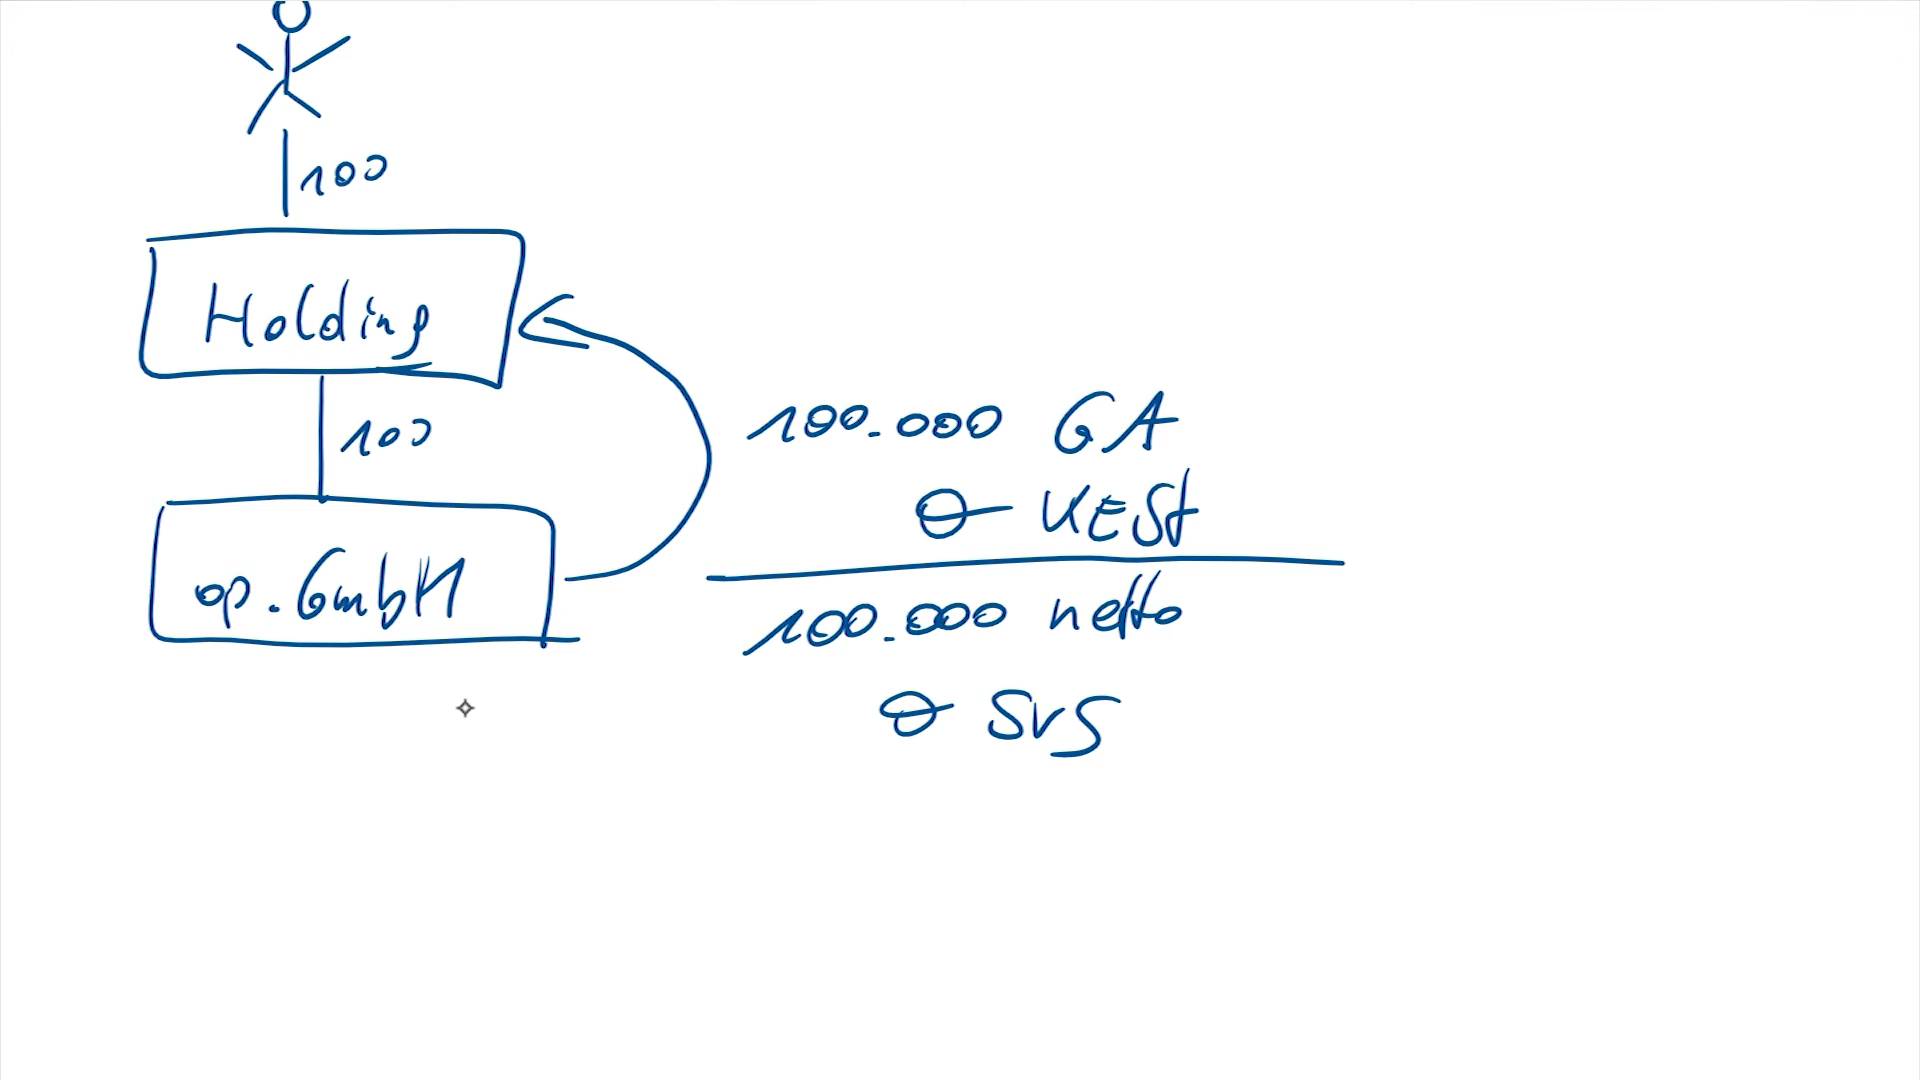 100
Holding
100
100.000 GA
∅ KESt
op. GmbH
100.000 netto
∅ SVS